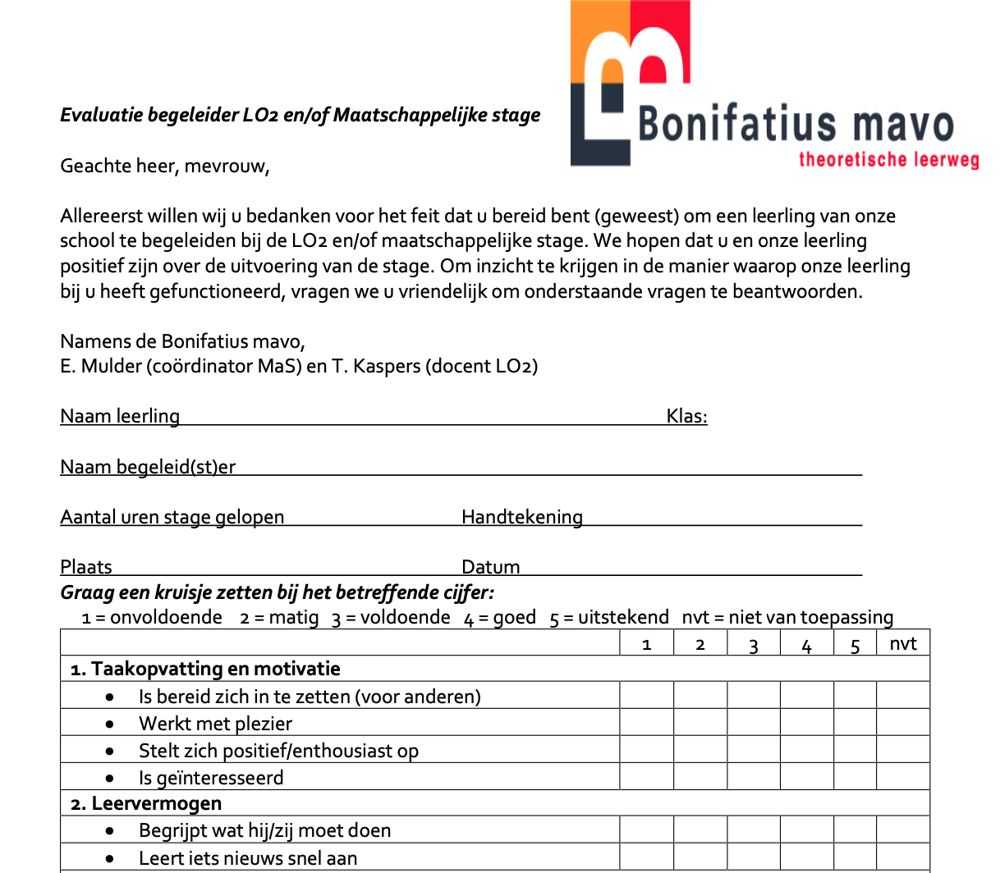 Bonifatius mavo
theoretische leerweg
Evaluatie begeleider LO2 en/of Maatschappelijke stage
Geachte heer, mevrouw,
Allereerst willen wij u bedanken voor het feit dat u bereid bent (geweest) om een leerling van onze
school te begeleiden bij de LO2 en/of maatschappelijke stage. We hopen dat u en onze leerling
positief zijn over de uitvoering van de stage. Om inzicht te krijgen in de manier waarop onze leerling
bij u heeft gefunctioneerd, vragen we u vriendelijk om onderstaande vragen te beantwoorden.
Namens de Bonifatius mavo,
E. Mulder (coördinator MaS) en T. Kaspers (docent LO2)
Naam leerling Klas:
Naam begeleid(st)er
Aantal uren stage gelopen Handtekening
Plaats Datum
Graag een kruisje zetten bij het betreffende cijfer:
1 = onvoldoende 2 = matig 3 = voldoende 4 = goed 5 = uitstekend nvt = niet van toepassing
1 2 3 4 5 nvt
1. Taakopvatting en motivatie
• Is bereid zich in te zetten (voor anderen)
• Werkt met plezier
• Stelt zich positief/enthousiast op
• Is geïnteresseerd
2. Leervermogen
• Begrijpt wat hij/zij moet doen
• Leert iets nieuws snel aan